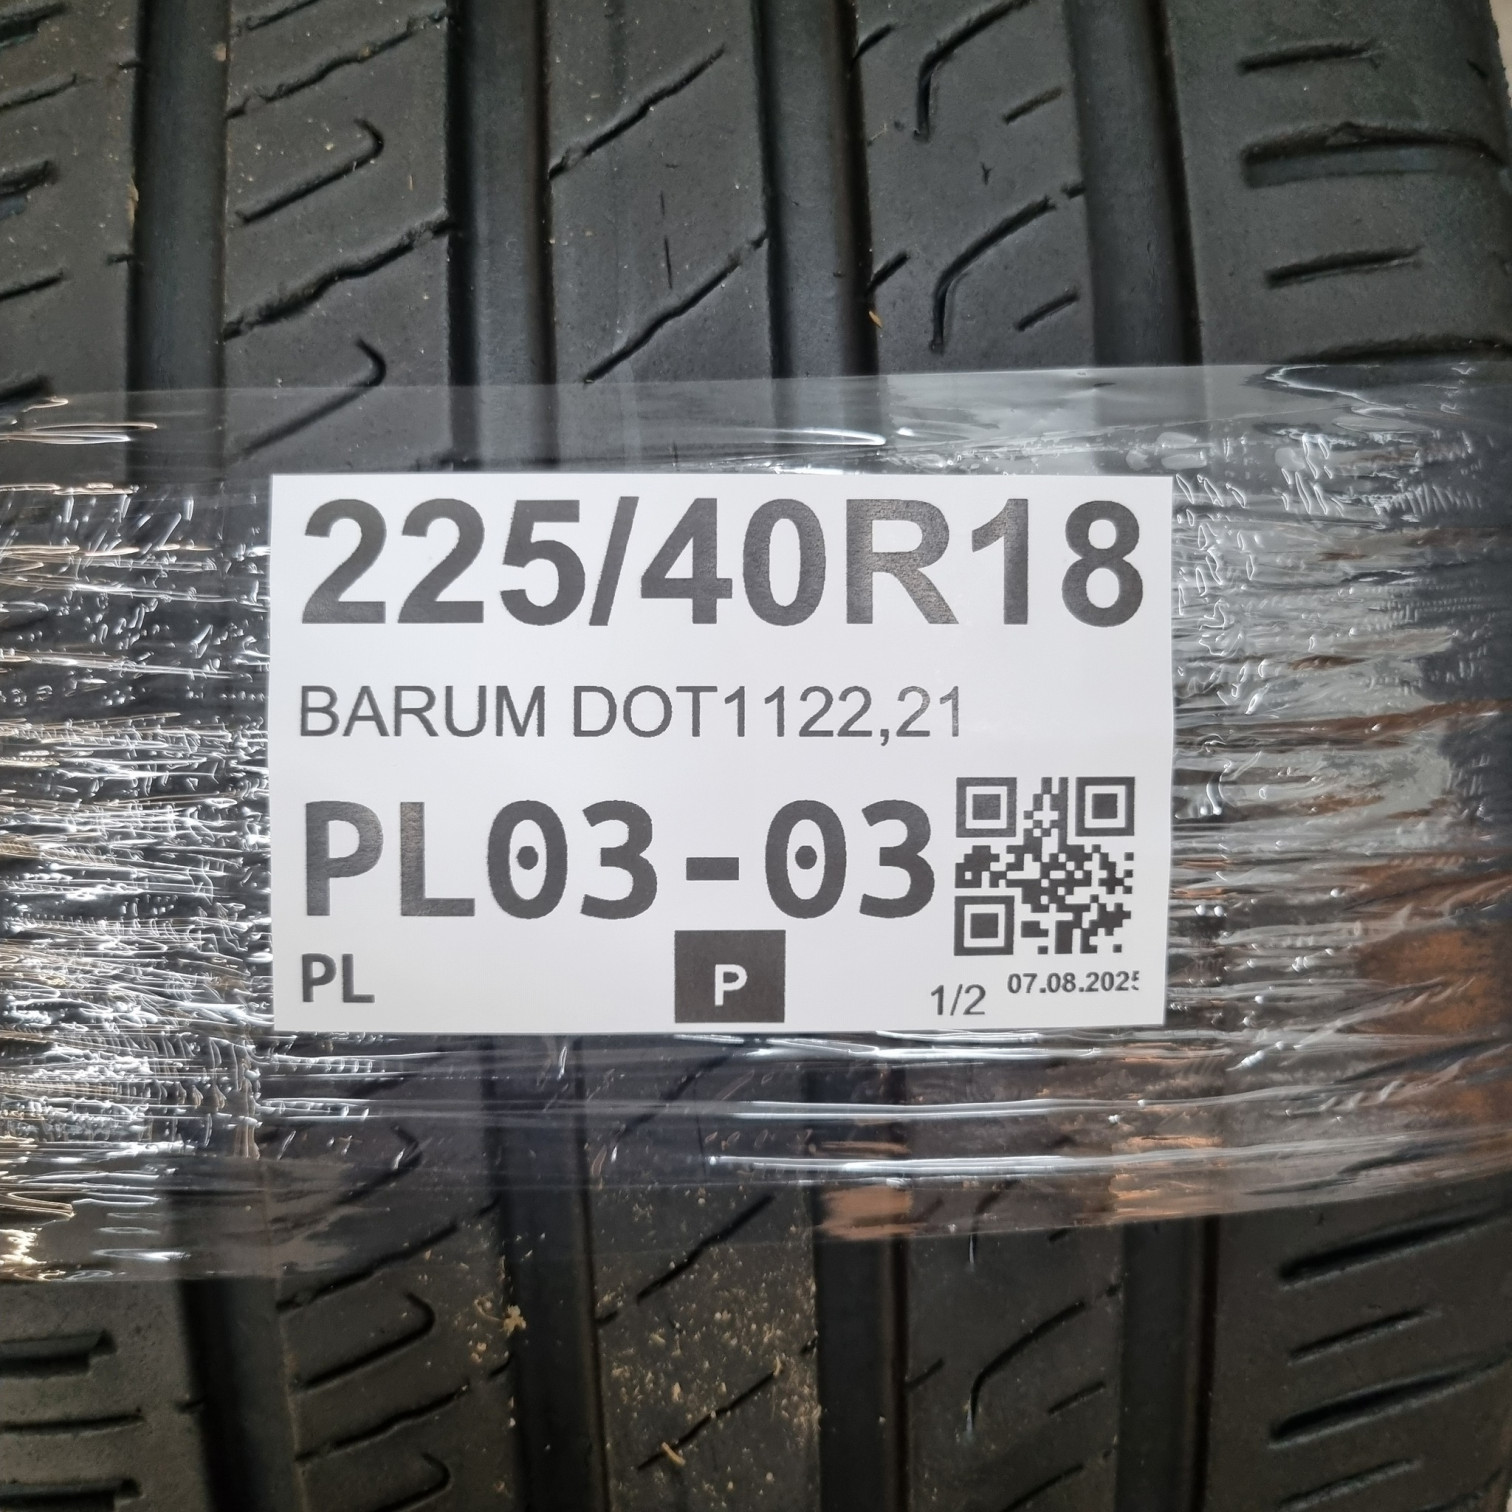 225/40R18
BARUM DOT1122,21
PL03-03
PL
P
1/2 07.08.2025